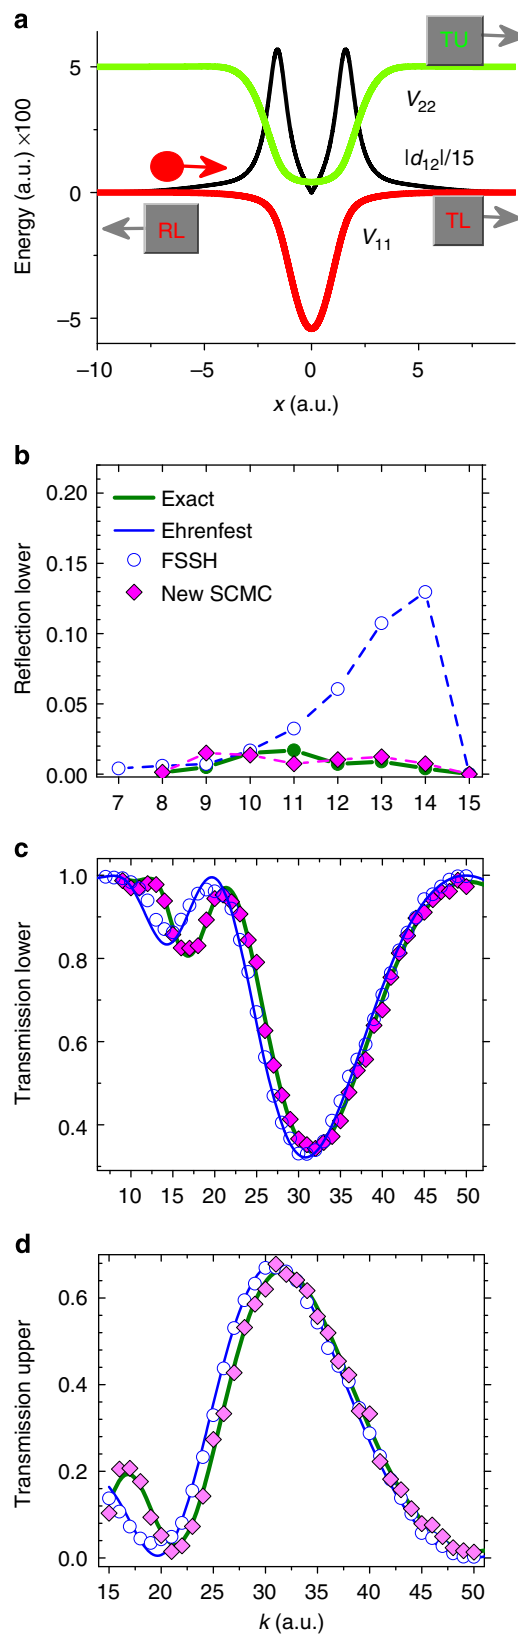 a
TU
5
V22
|d12|/15
0
RL
TL
V11
−5
Energy (a.u.) ×100
−10 −5 0 5
x (a.u.)
b
0.20
Exact
Ehrenfest
0.15
FSSH
New SCMC
0.10
0.05
0.00
Reflection lower
7 8 9 10 11 12 13 14 15
c
1.0
0.8
0.6
0.4
Transmission lower
10 15 20 25 30 35 40 45 50
d
0.6
0.4
0.2
0.0
Transmission upper
15 20 25 30 35 40 45 50
k (a.u.)